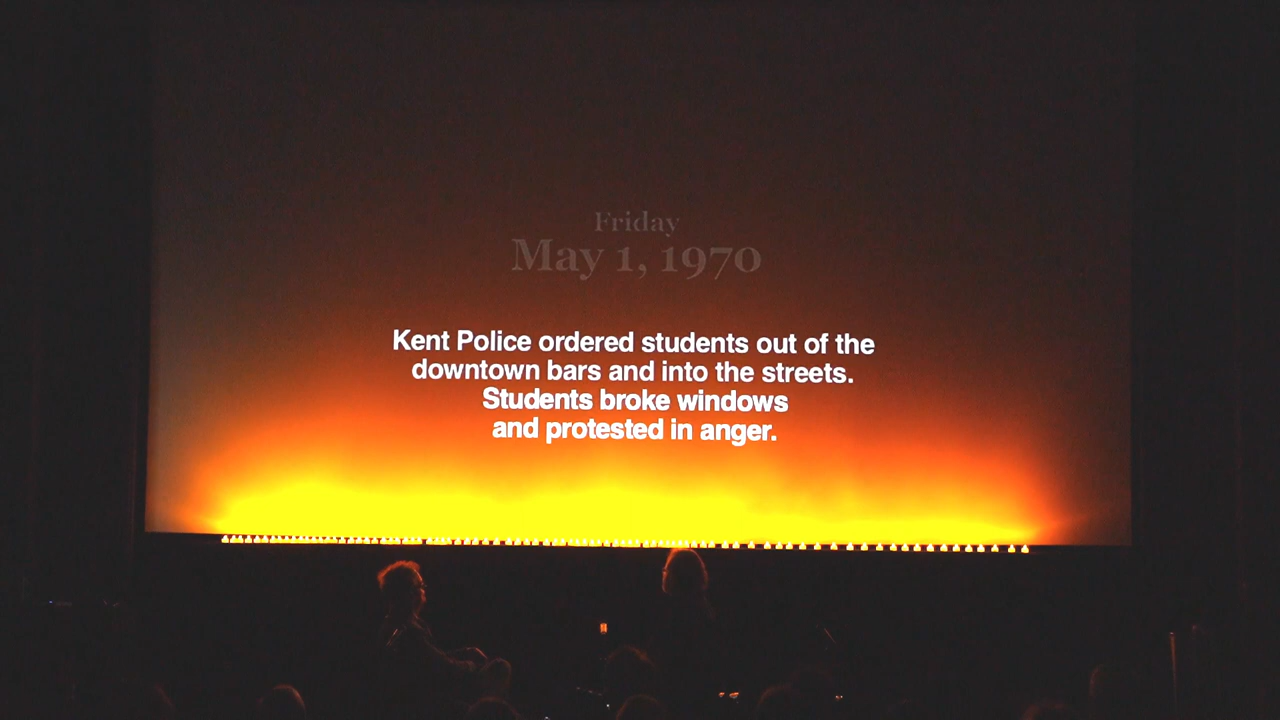 Friday
May 1, 1970
Kent Police ordered students out of the
downtown bars and into the streets.
Students broke windows
and protested in anger.